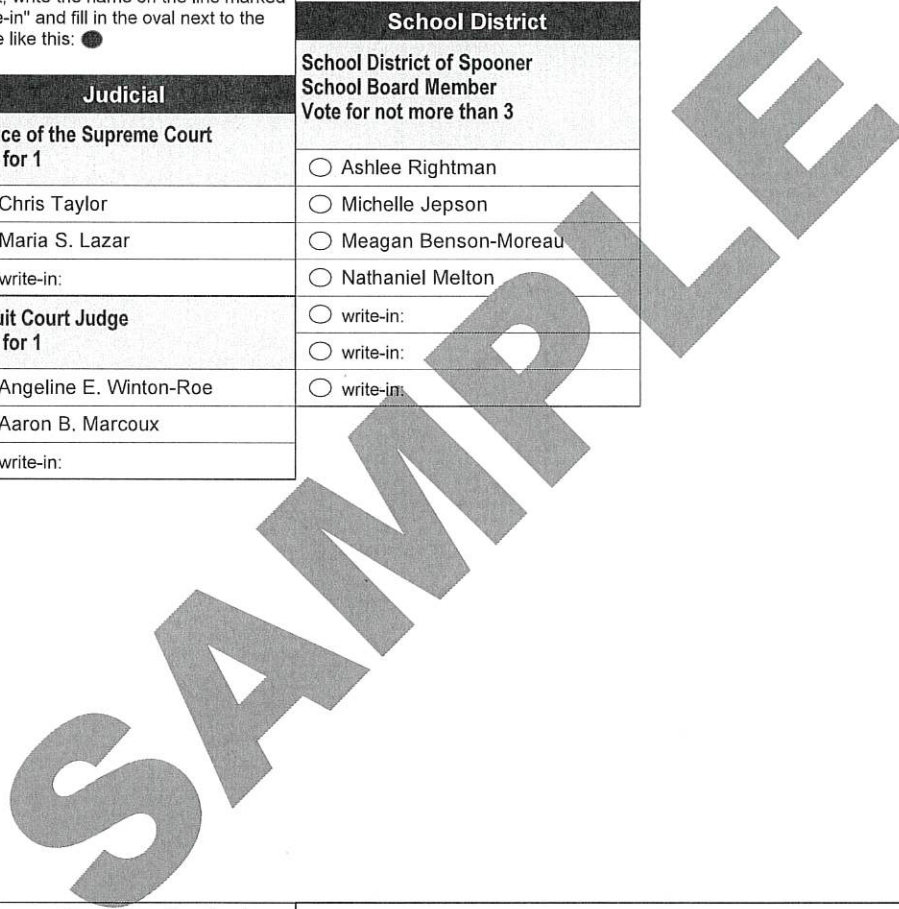 write the name on the line marked
e-in" and fill in the oval next to the
e like this:
Judicial
ce of the Supreme Court
for 1
Chris Taylor
Maria S. Lazar
write-in:
uit Court Judge
for 1
Angeline E. Winton-Roe
Aaron B. Marcoux
write-in:
School District
School District of Spooner
School Board Member
Vote for not more than 3
Ashlee Rightman
Michelle Jepson
Meagan Benson-Moreau
Nathaniel Melton
write-in:
write-in:
write-in:
SAMPLE